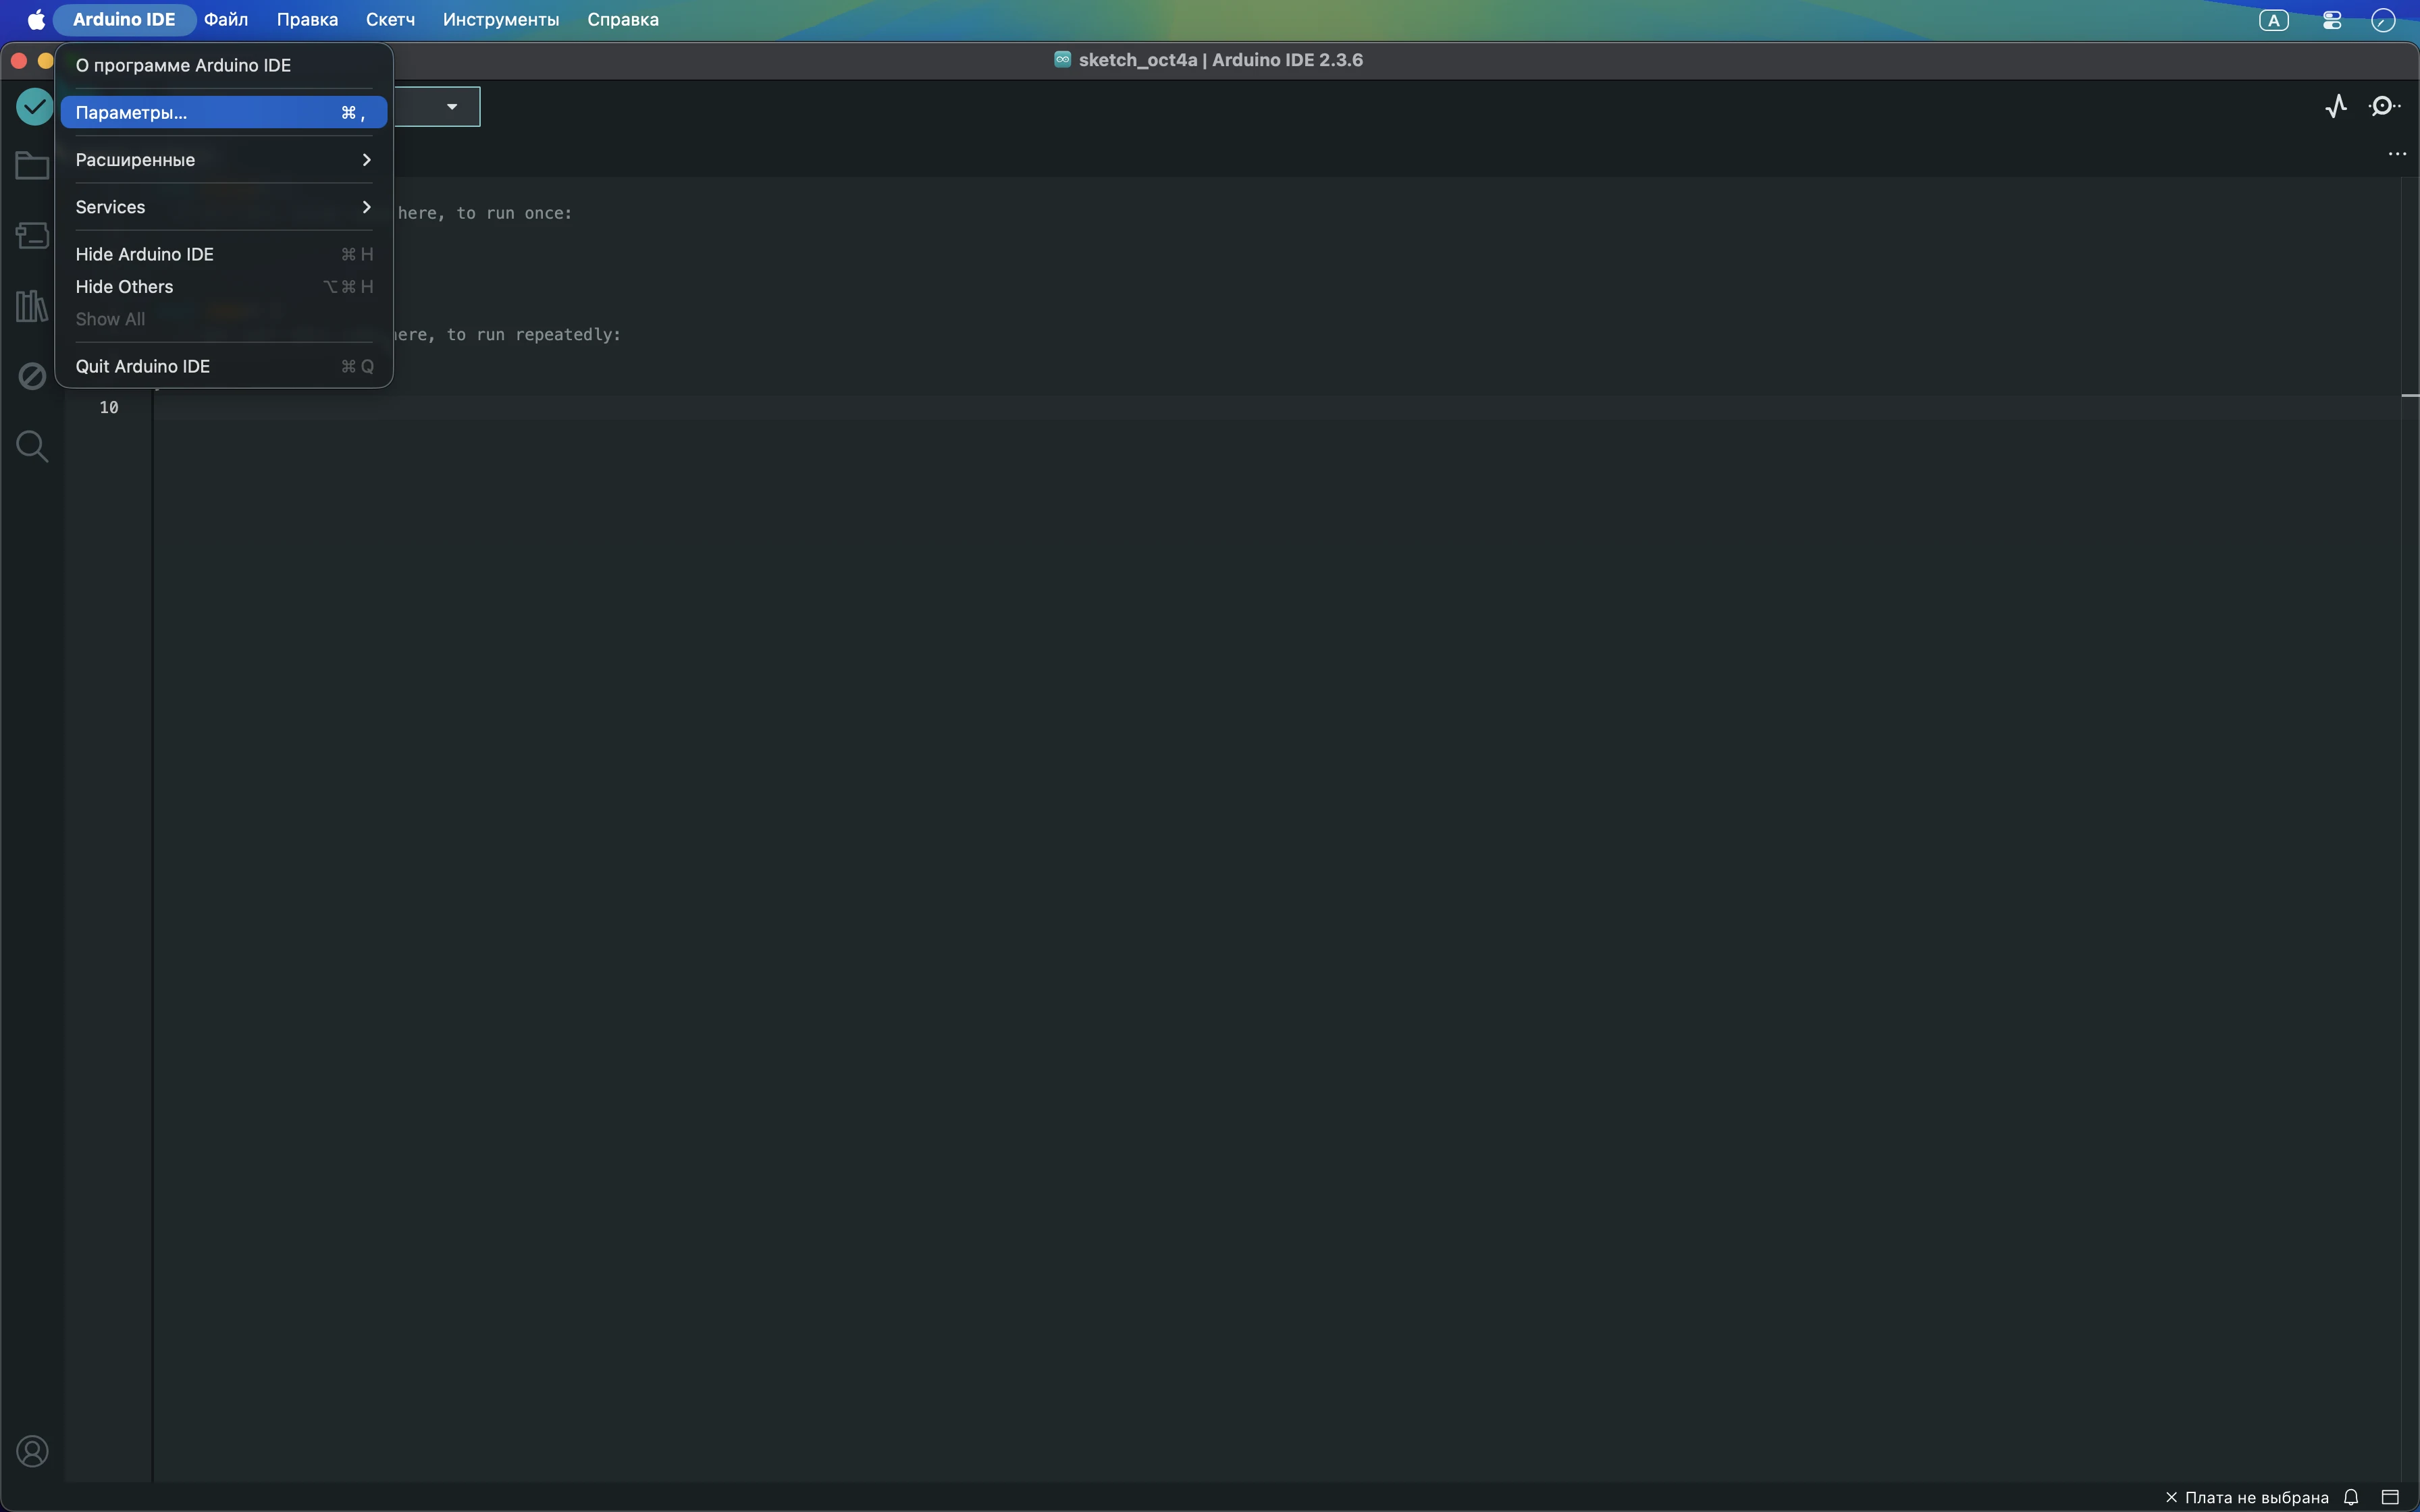 Arduino IDE Файл Правка Скетч Инструменты Справка A
sketch_oct4a | Arduino IDE 2.3.6
О программе Arduino IDE
Параметры... ⌘ ,
Расширенные
Services
here, to run once:
Hide Arduino IDE ⌘ H
Hide Others ⌥ ⌘ H
Show All
here, to run repeatedly:
Quit Arduino IDE ⌘ Q
10
Плата не выбрана